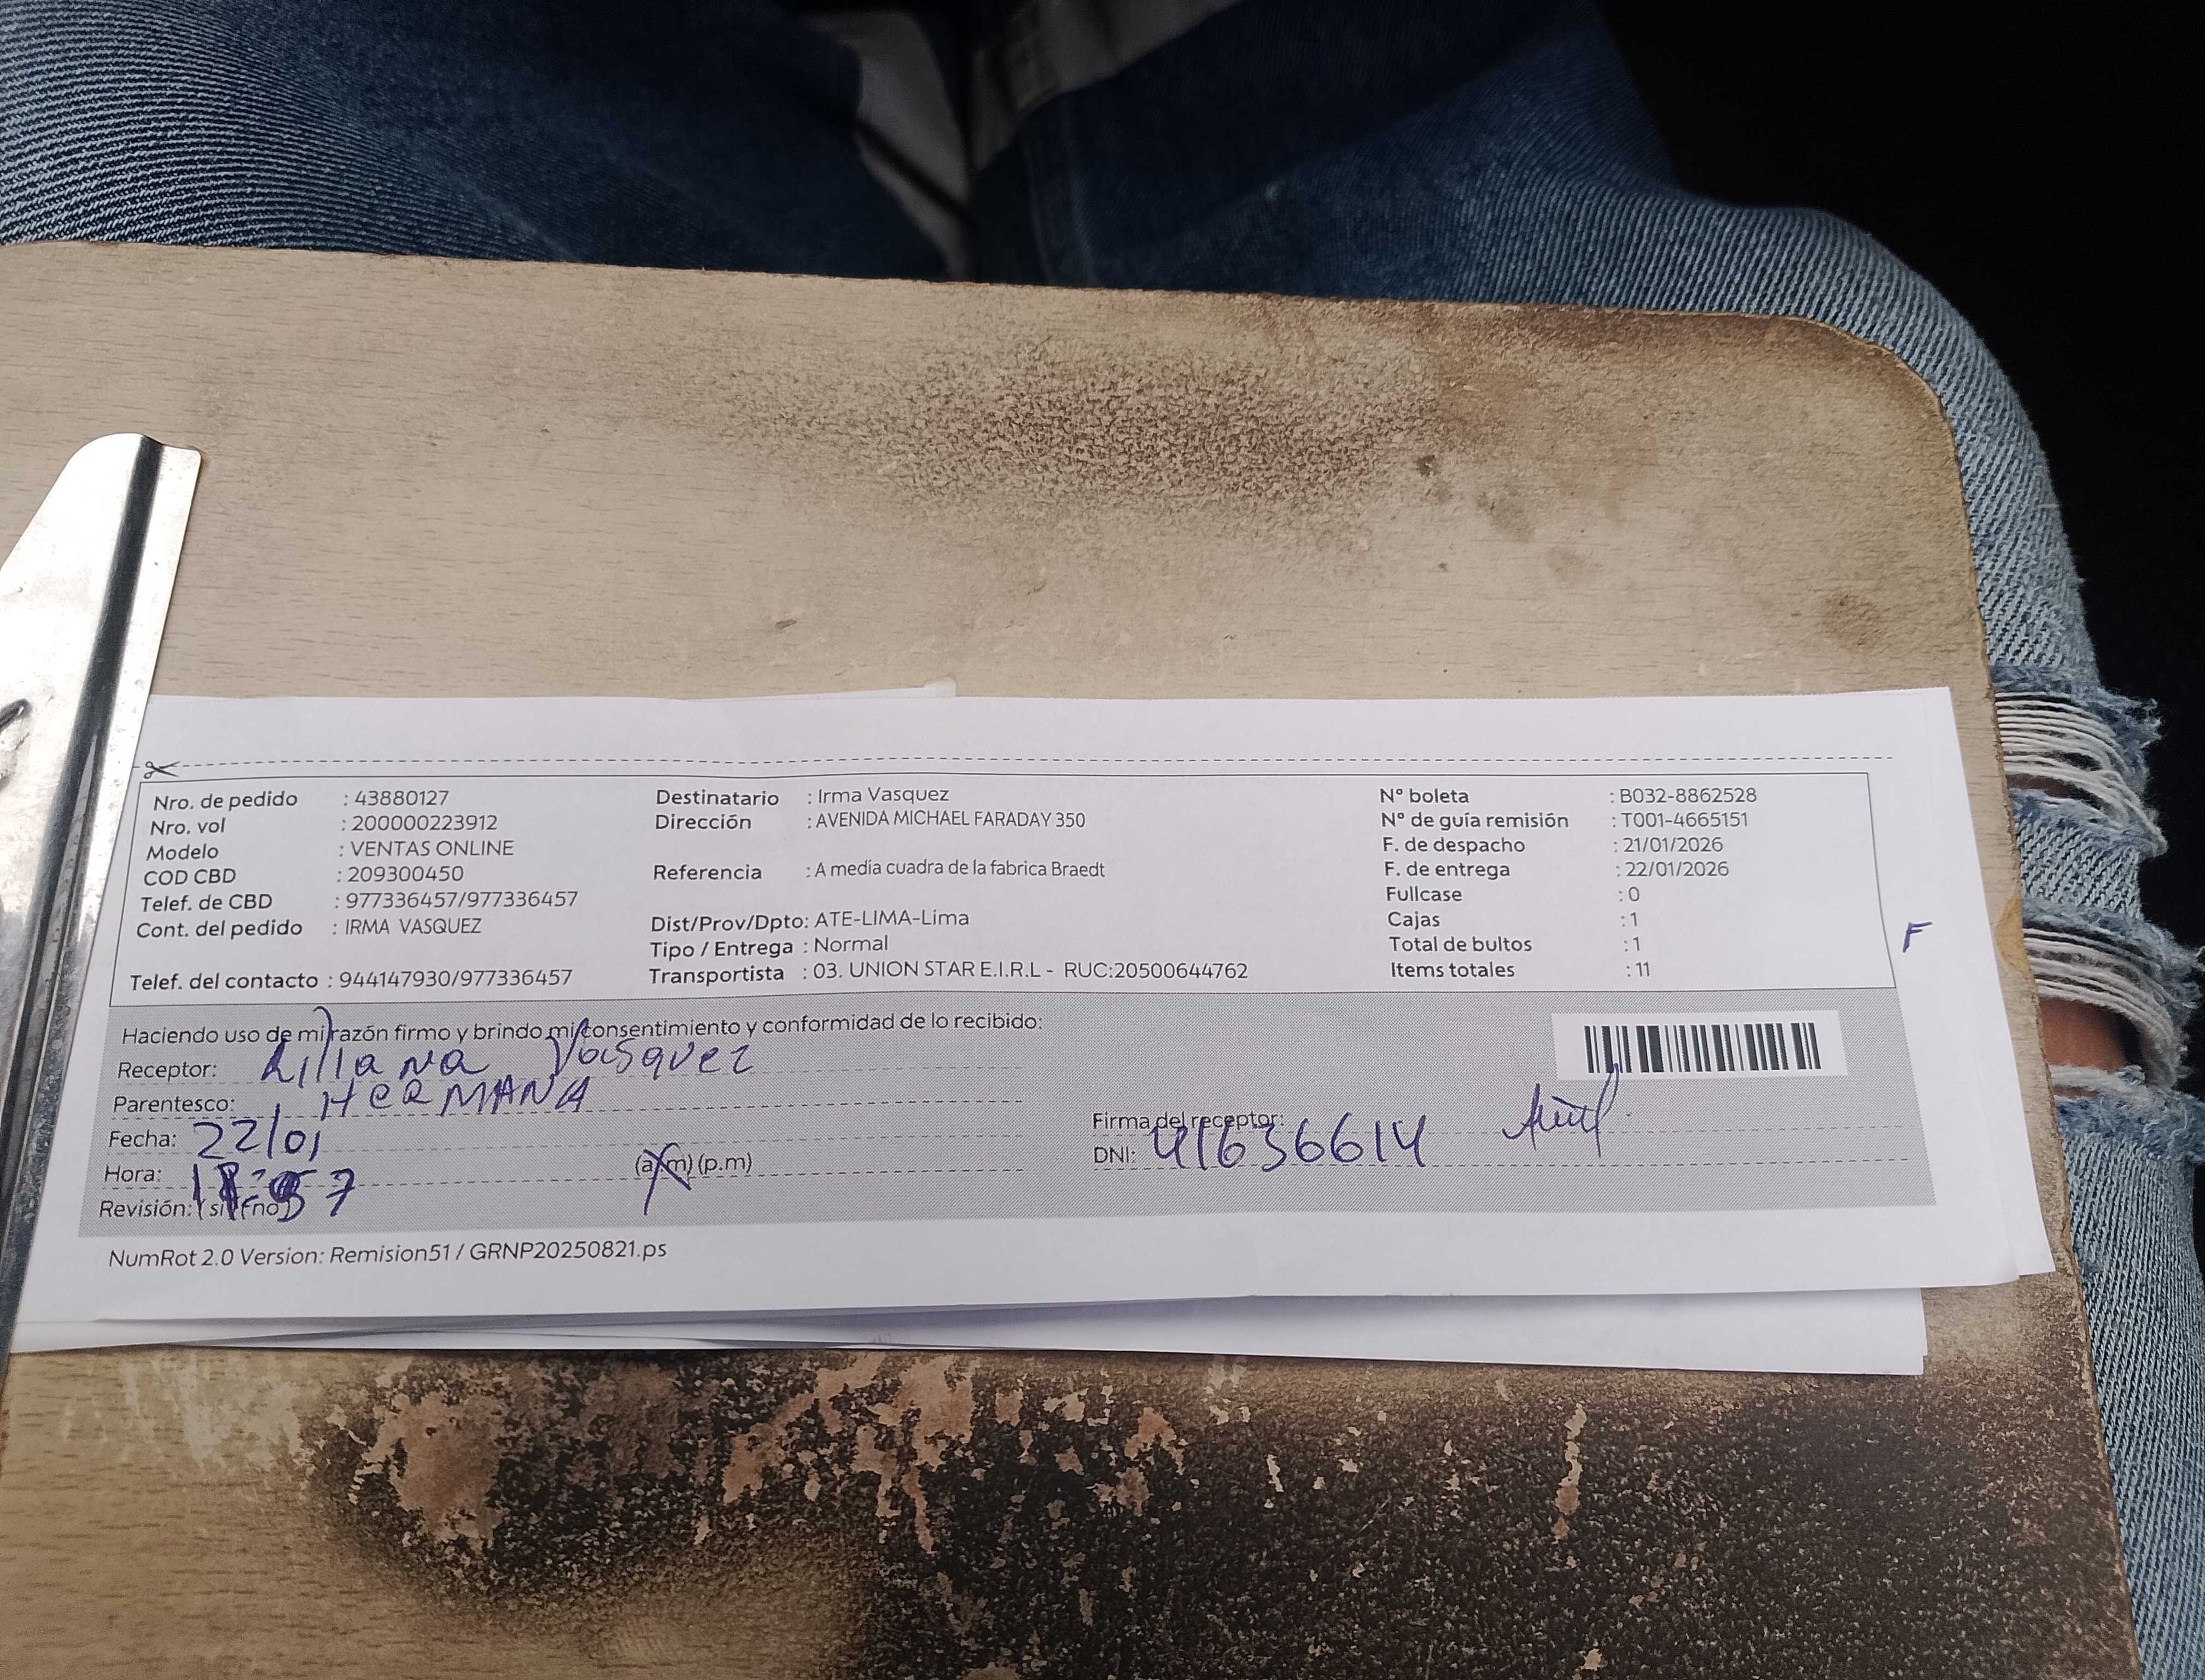 Nro. de pedido : 43880127
Nro. vol : 200000223912
Modelo : VENTAS ONLINE
COD CBD : 209300450
Telef. de CBD : 977336457/977336457
Cont. del pedido : IRMA VASQUEZ
Telef. del contacto : 944147930/977336457
Destinatario : Irma Vasquez
Dirección : AVENIDA MICHAEL FARADAY 350
Referencia : A media cuadra de la fabrica Braedt
Dist/Prov/Dpto: ATE-LIMA-Lima
Tipo / Entrega : Normal
Transportista : 03. UNION STAR E.I.R.L - RUC:20500644762
N° boleta : B032-8862528
N° de guía remisión : T001-4665151
F. de despacho : 21/01/2026
F. de entrega : 22/01/2026
Fullcase : 0
Cajas : 1
Total de bultos : 1
Items totales : 11
F
Haciendo uso de mi razón firmo y brindo mi consentimiento y conformidad de lo recibido:
Receptor: Liliana Vasquez
Parentesco: HERMANA
Fecha: 22/01
Hora: (a.m) (p.m)
Revisión: (si) (no)
Firma del receptor:
DNI: 41636614
NumRot 2.0 Version: Remision51 / GRNP20250821.ps